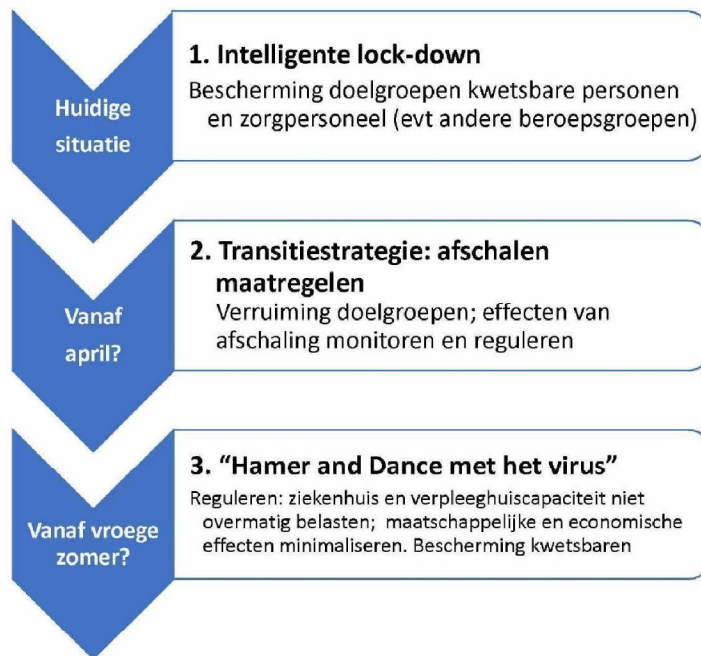 Huidige
situatie
1. Intelligente lock-down
Bescherming doelgroepen kwetsbare personen
en zorgpersoneel (evt andere beroepsgroepen)
Vanaf
april?
2. Transitiestrategie: afschalen
maatregelen
Verruiming doelgroepen; effecten van
afschaling monitoren en reguleren
Vanaf vroege
zomer?
3. “Hamer and Dance met het virus”
Reguleren: ziekenhuis en verpleeghuiscapaciteit niet
overmatig belasten; maatschappelijke en economische
effecten minimaliseren. Bescherming kwetsbaren